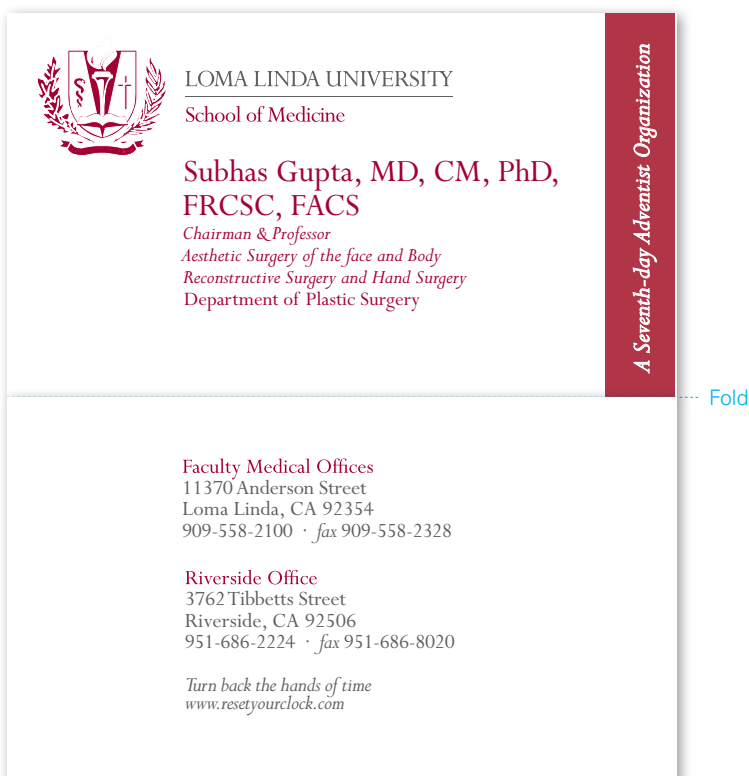 LOMA LINDA UNIVERSITY
School of Medicine
Subhas Gupta, MD, CM, PhD,
FRCSC, FACS
Chairman & Professor
Aesthetic Surgery of the face and Body
Reconstructive Surgery and Hand Surgery
Department of Plastic Surgery
A Seventh-day Adventist Organization
Fold
Faculty Medical Offices
11370 Anderson Street
Loma Linda, CA 92354
909-558-2100 · fax 909-558-2328
Riverside Office
3762 Tibbetts Street
Riverside, CA 92506
951-686-2224 · fax 951-686-8020
Turn back the hands of time
www.resetyourclock.com